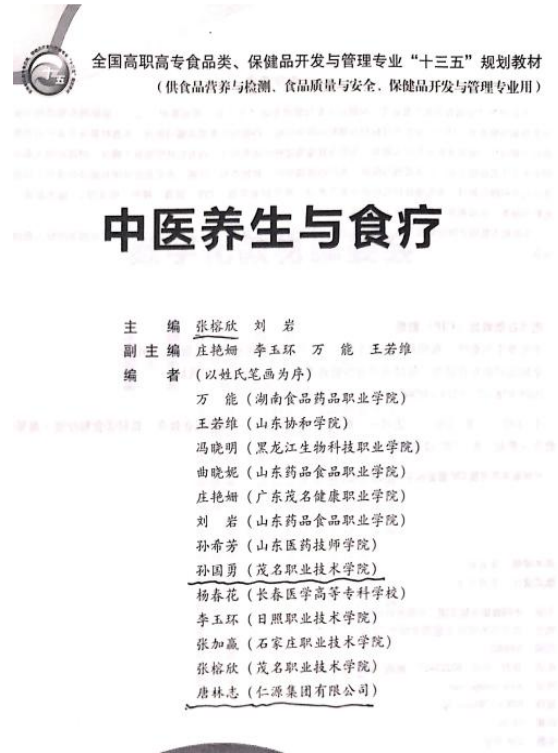 十三五
全国高职高专食品类、保健品开发与管理专业“十三五”规划教材
(供食品营养与检测、食品质量与安全、保健品开发与管理专业用)
中医养生与食疗
主 编 张榕欣 刘 岩
副主编 庄艳姗 李玉环 万 能 王若维
编 者 (以姓氏笔画为序)
万 能 (湖南食品药品职业学院)
王若维 (山东协和学院)
冯晓明 (黑龙江生物科技职业学院)
曲晓妮 (山东药品食品职业学院)
庄艳姗 (广东茂名健康职业学院)
刘 岩 (山东药品食品职业学院)
孙希芳 (山东医药技师学院)
孙国勇 (茂名职业技术学院)
杨春花 (长春医学高等专科学校)
李玉环 (日照职业技术学院)
张加赢 (石家庄职业技术学院)
张榕欣 (茂名职业技术学院)
唐林志 (仁源集团有限公司)